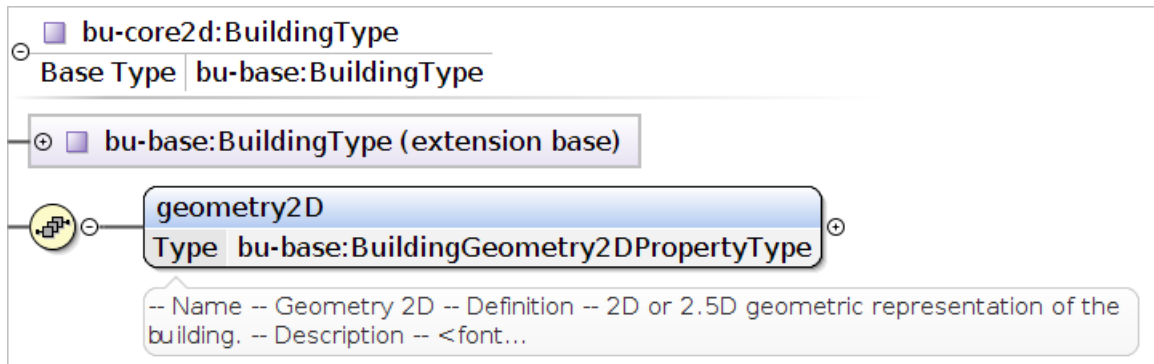 bu-core2d:BuildingType
Base Type bu-base:BuildingType
bu-base:BuildingType (extension base)
geometry2D
Type bu-base:BuildingGeometry2DPropertyType
-- Name -- Geometry 2D -- Definition -- 2D or 2.5D geometric representation of the
building. -- Description -- <font...